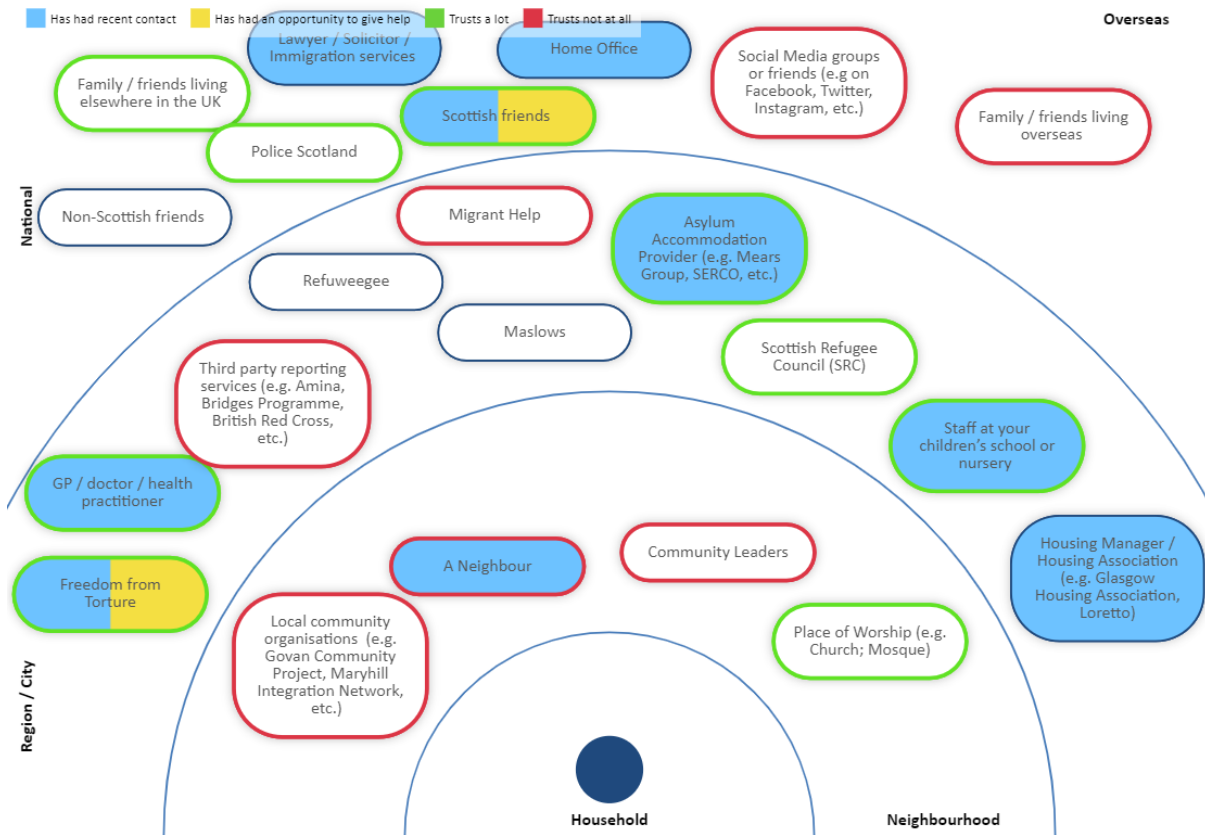 Has had recent contact
Has had an opportunity to give help
Trusts a lot
Trusts not at all
Overseas
Lawyer / Solicitor /
Immigration services
Home Office
Social Media groups
or friends (e.g on
Facebook, Twitter,
Instagram, etc.)
Family / friends living
elsewhere in the UK
Scottish friends
Family / friends living
overseas
Police Scotland
National
Non-Scottish friends
Migrant Help
Asylum
Accommodation
Provider (e.g. Mears
Group, SERCO, etc.)
Refuweegee
Maslows
Scottish Refugee
Council (SRC)
Third party reporting
services (e.g. Amina,
Bridges Programme,
British Red Cross,
etc.)
Staff at your
children's school or
nursery
GP / doctor / health
practitioner
A Neighbour
Community Leaders
Housing Manager /
Housing Association
(e.g. Glasgow
Housing Association,
Loretto)
Freedom from
Torture
Local community
organisations (e.g.
Govan Community
Project, Maryhill
Integration Network,
etc.)
Place of Worship (e.g.
Church; Mosque)
Region / City
Household
Neighbourhood